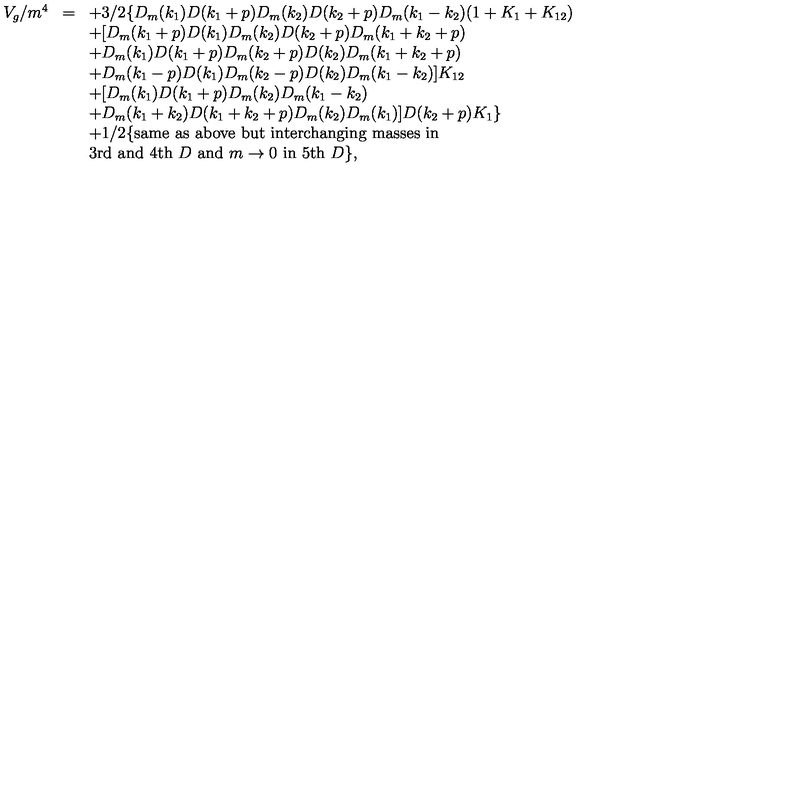 V_g/m^4 = +3/2{D_m(k_1)D(k_1 + p)D_m(k_2)D(k_2 + p)D_m(k_1 − k_2)(1 + K_1 + K_{12})
+[D_m(k_1 + p)D(k_1)D_m(k_2)D(k_2 + p)D_m(k_1 + k_2 + p)
+D_m(k_1)D(k_1 + p)D_m(k_2 + p)D(k_2)D_m(k_1 + k_2 + p)
+D_m(k_1 − p)D(k_1)D_m(k_2 − p)D(k_2)D_m(k_1 − k_2)]K_{12}
+[D_m(k_1)D(k_1 + p)D_m(k_2)D_m(k_1 − k_2)
+D_m(k_1 + k_2)D(k_1 + k_2 + p)D_m(k_2)D_m(k_1)]D(k_2 + p)K_1}
+1/2{same as above but interchanging masses in
3rd and 4th D and m → 0 in 5th D},